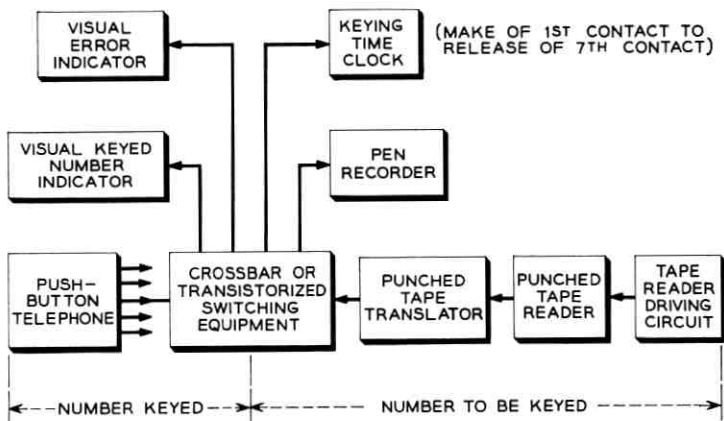 VISUAL
ERROR
INDICATOR
KEYING
TIME
CLOCK
(MAKE OF 1ST CONTACT TO
RELEASE OF 7TH CONTACT)
VISUAL KEYED
NUMBER
INDICATOR
PEN
RECORDER
PUSH-
BUTTON
TELEPHONE
CROSSBAR OR
TRANSISTORIZED
SWITCHING
EQUIPMENT
PUNCHED
TAPE
TRANSLATOR
PUNCHED
TAPE
READER
TAPE
READER
DRIVING
CIRCUIT
NUMBER KEYED
NUMBER TO BE KEYED